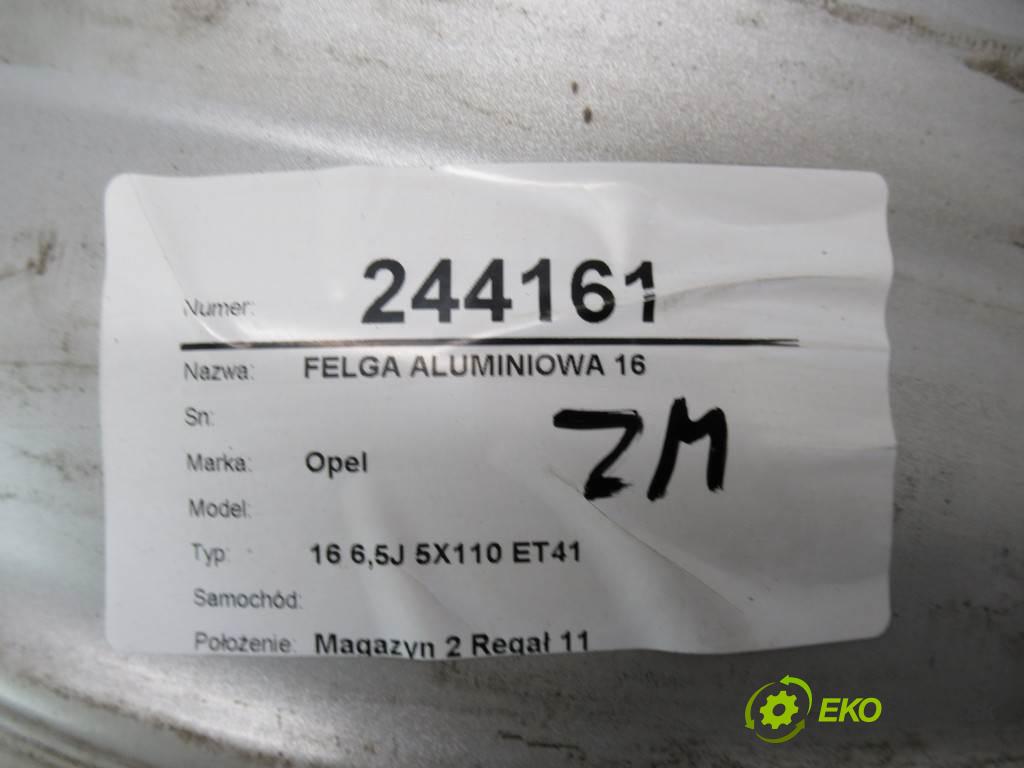 Numer: 244161
Nazwa: FELGA ALUMINIOWA 16
Sn:
ZM
Marka: Opel
Model:
Typ: 16 6,5J 5X110 ET41
Samochód:
Położenie: Magazyn 2 Regał 11
EKO